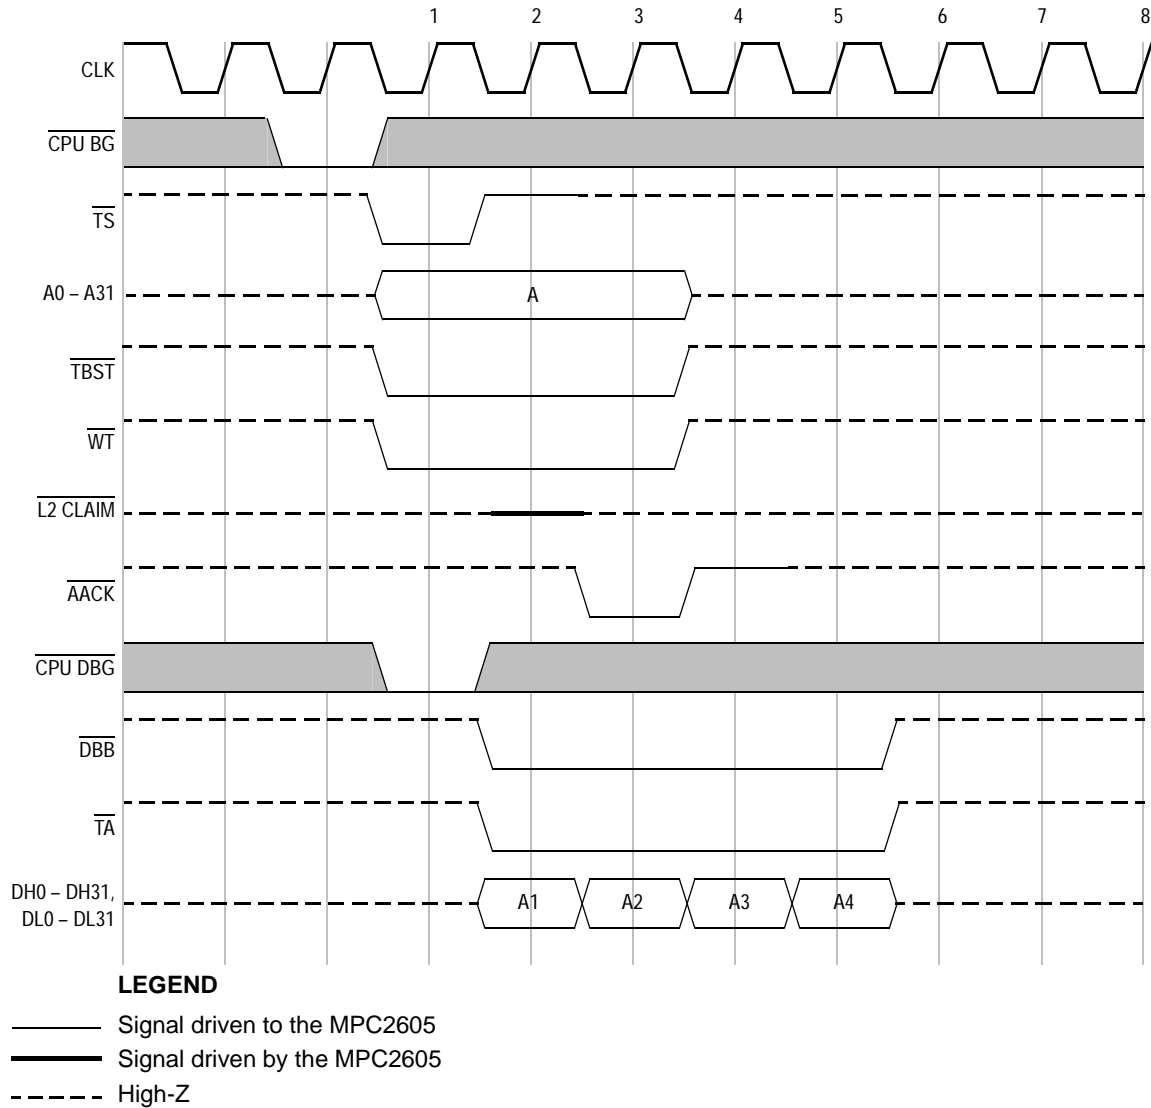 1 2 3 4 5 6 7 8
CLK
CPU BG
TS
A0 – A31
A
TBST
WT
L2 CLAIM
AACK
CPU DBG
DBB
TA
DH0 – DH31,
DL0 – DL31
A1 A2 A3 A4
LEGEND
Signal driven to the MPC2605
Signal driven by the MPC2605
High-Z